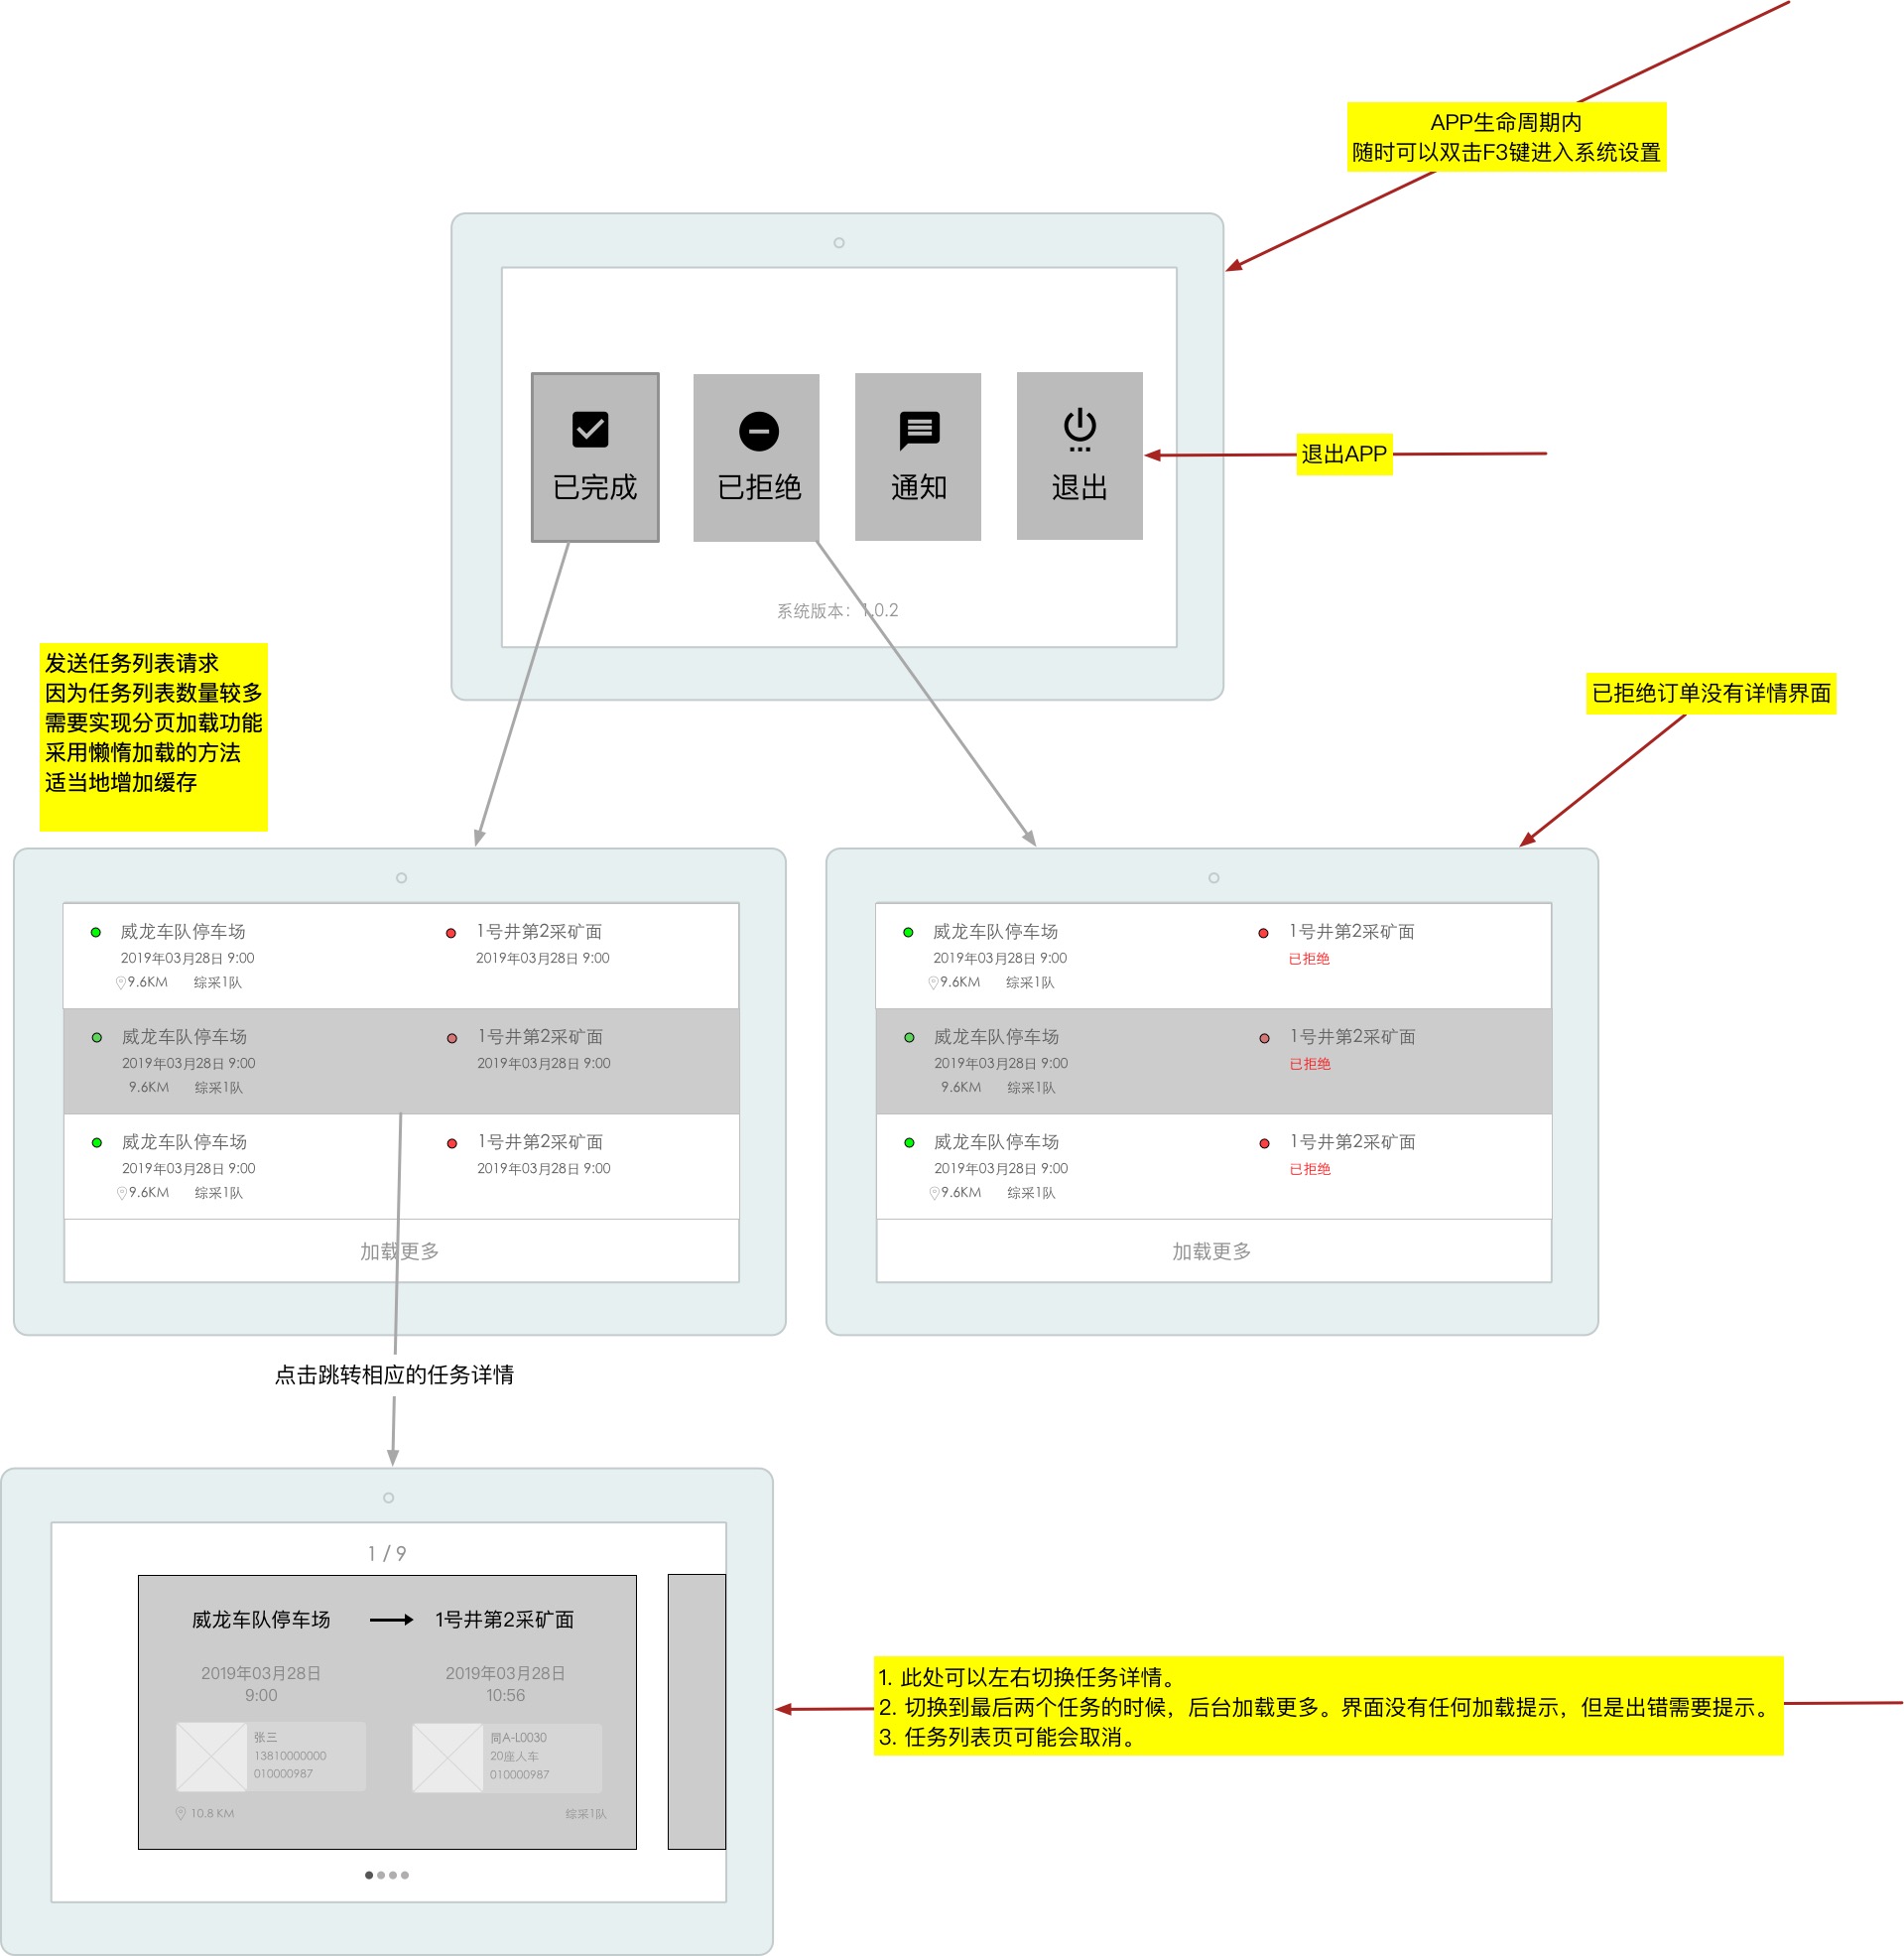 APP生命周期内
随时可以双击F3键进入系统设置
已完成
已拒绝
通知
退出
退出APP
系统版本：1.0.2
发送任务列表请求
因为任务列表数量较多
需要实现分页加载功能
采用懒惰加载的方法
适当地增加缓存
已拒绝订单没有详情界面
威龙车队停车场
1号井第2采矿面
2019年03月28日 9:00
2019年03月28日 9:00
9.6KM 综采1队
威龙车队停车场
1号井第2采矿面
2019年03月28日 9:00
2019年03月28日 9:00
9.6KM 综采1队
威龙车队停车场
1号井第2采矿面
2019年03月28日 9:00
2019年03月28日 9:00
9.6KM 综采1队
加载更多
威龙车队停车场
1号井第2采矿面
2019年03月28日 9:00
已拒绝
9.6KM 综采1队
威龙车队停车场
1号井第2采矿面
2019年03月28日 9:00
已拒绝
9.6KM 综采1队
威龙车队停车场
1号井第2采矿面
2019年03月28日 9:00
已拒绝
9.6KM 综采1队
加载更多
点击跳转相应的任务详情
1 / 9
威龙车队停车场
1号井第2采矿面
2019年03月28日
9:00
2019年03月28日
10:56
张三
13810000000
010000987
同A-L0030
20座人车
010000987
10.8 KM
综采1队
1. 此处可以左右切换任务详情。
2. 切换到最后两个任务的时候，后台加载更多。界面没有任何加载提示，但是出错需要提示。
3. 任务列表页可能会取消。